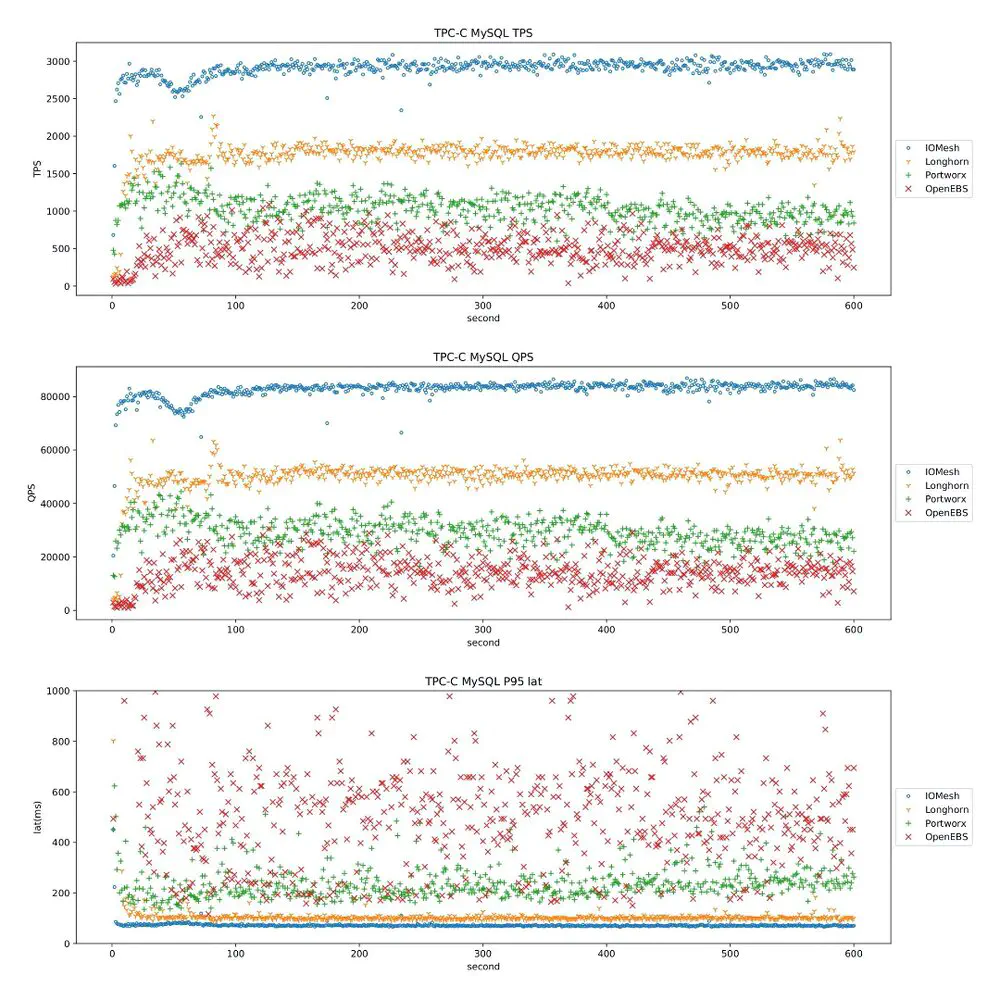 TPC-C MySQL TPS
3000
2500
2000
1500
1000
500
0
TPS
0 100 200 300 400 500 600
second
IOMesh
Longhorn
Portworx
OpenEBS
TPC-C MySQL QPS
80000
60000
40000
20000
0
QPS
0 100 200 300 400 500 600
second
IOMesh
Longhorn
Portworx
OpenEBS
TPC-C MySQL P95 lat
1000
800
600
400
200
0
lat(ms)
0 100 200 300 400 500 600
second
IOMesh
Longhorn
Portworx
OpenEBS